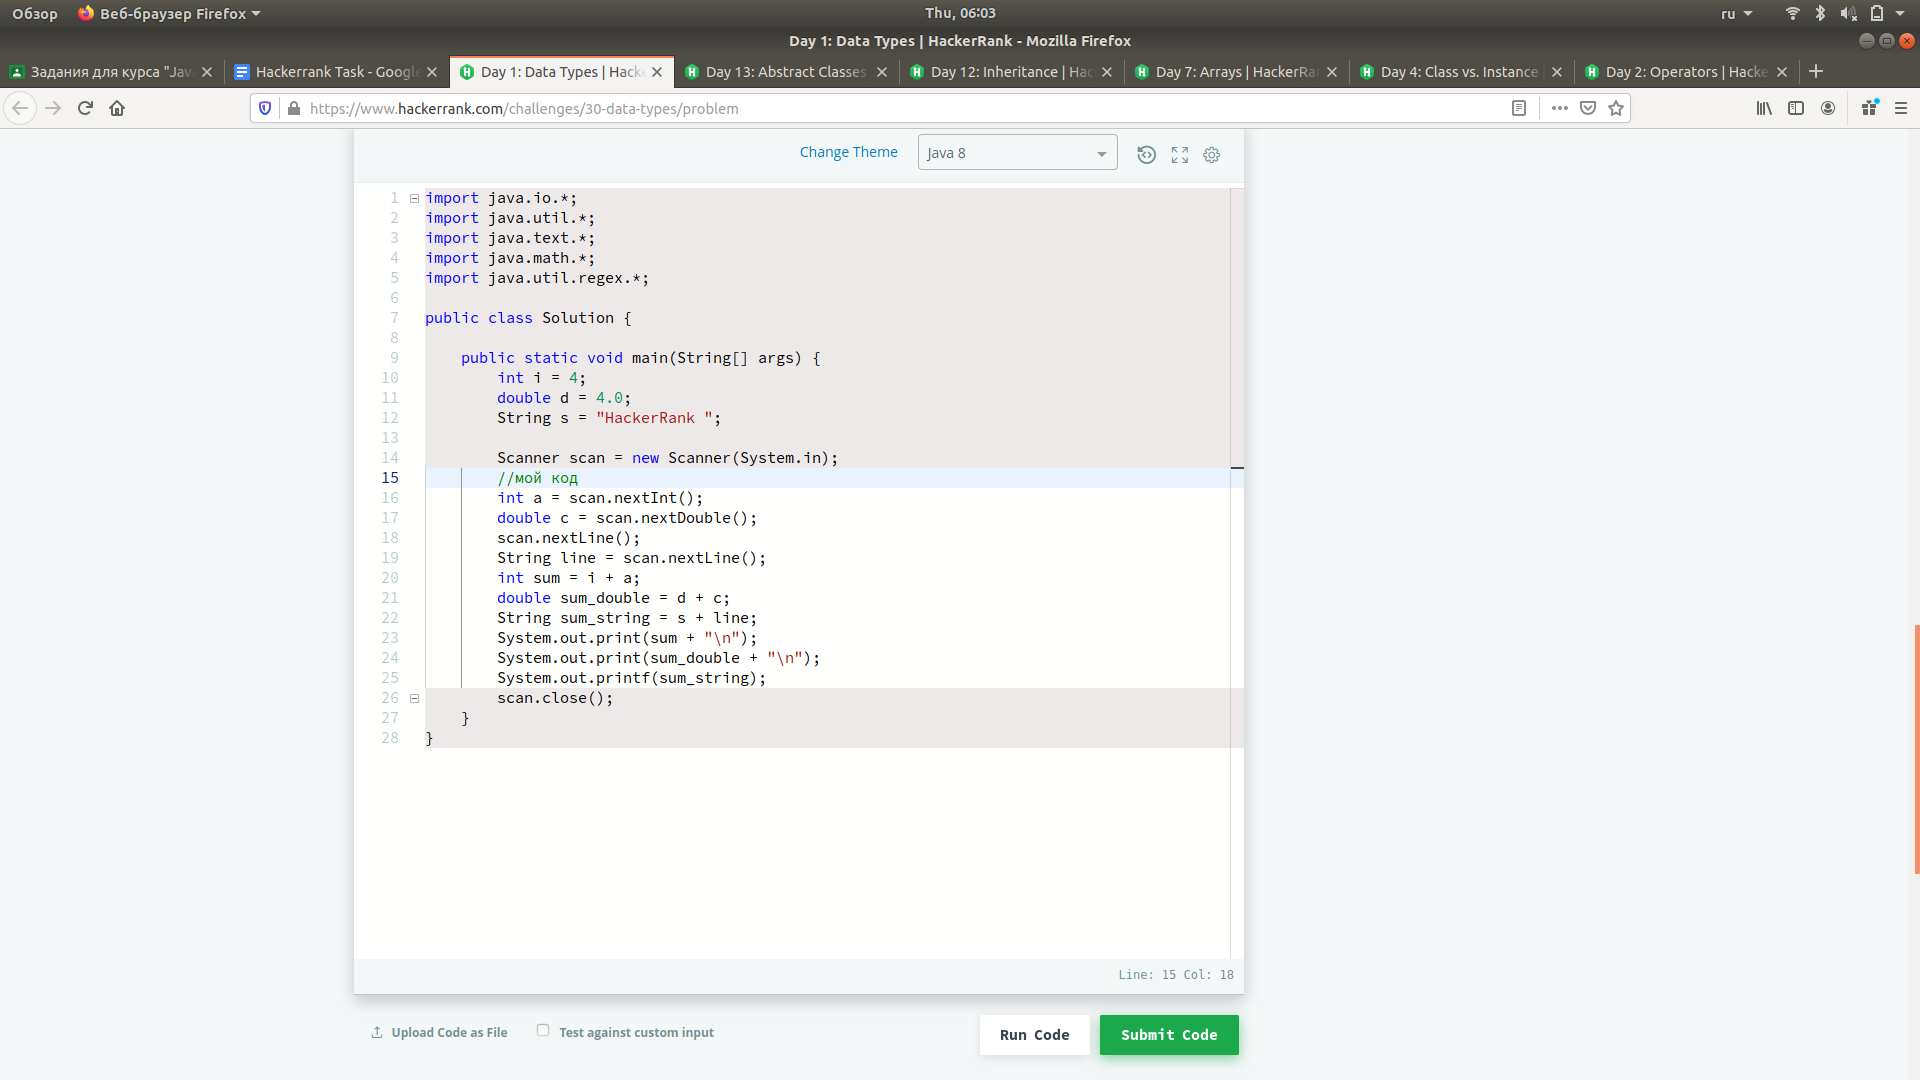 Обзор Веб-браузер Firefox Thu, 06:03 ru
Day 1: Data Types | HackerRank - Mozilla Firefox
Задания для курса "Jav Hackerrank Task - Google Day 1: Data Types | Hacke Day 13: Abstract Classes Day 12: Inheritance | Hac Day 7: Arrays | HackerRa Day 4: Class vs. Instance Day 2: Operators | Hacke
https://www.hackerrank.com/challenges/30-data-types/problem
Change Theme Java 8
1 import java.io.*;
2 import java.util.*;
3 import java.text.*;
4 import java.math.*;
5 import java.util.regex.*;
6
7 public class Solution {
8
9 public static void main(String[] args) {
10 int i = 4;
11 double d = 4.0;
12 String s = "HackerRank ";
13
14 Scanner scan = new Scanner(System.in);
15 //мой код
16 int a = scan.nextInt();
17 double c = scan.nextDouble();
18 scan.nextLine();
19 String line = scan.nextLine();
20 int sum = i + a;
21 double sum_double = d + c;
22 String sum_string = s + line;
23 System.out.print(sum + "\n");
24 System.out.print(sum_double + "\n");
25 System.out.printf(sum_string);
26 scan.close();
27 }
28 }
Line: 15 Col: 18
Upload Code as File Test against custom input Run Code Submit Code